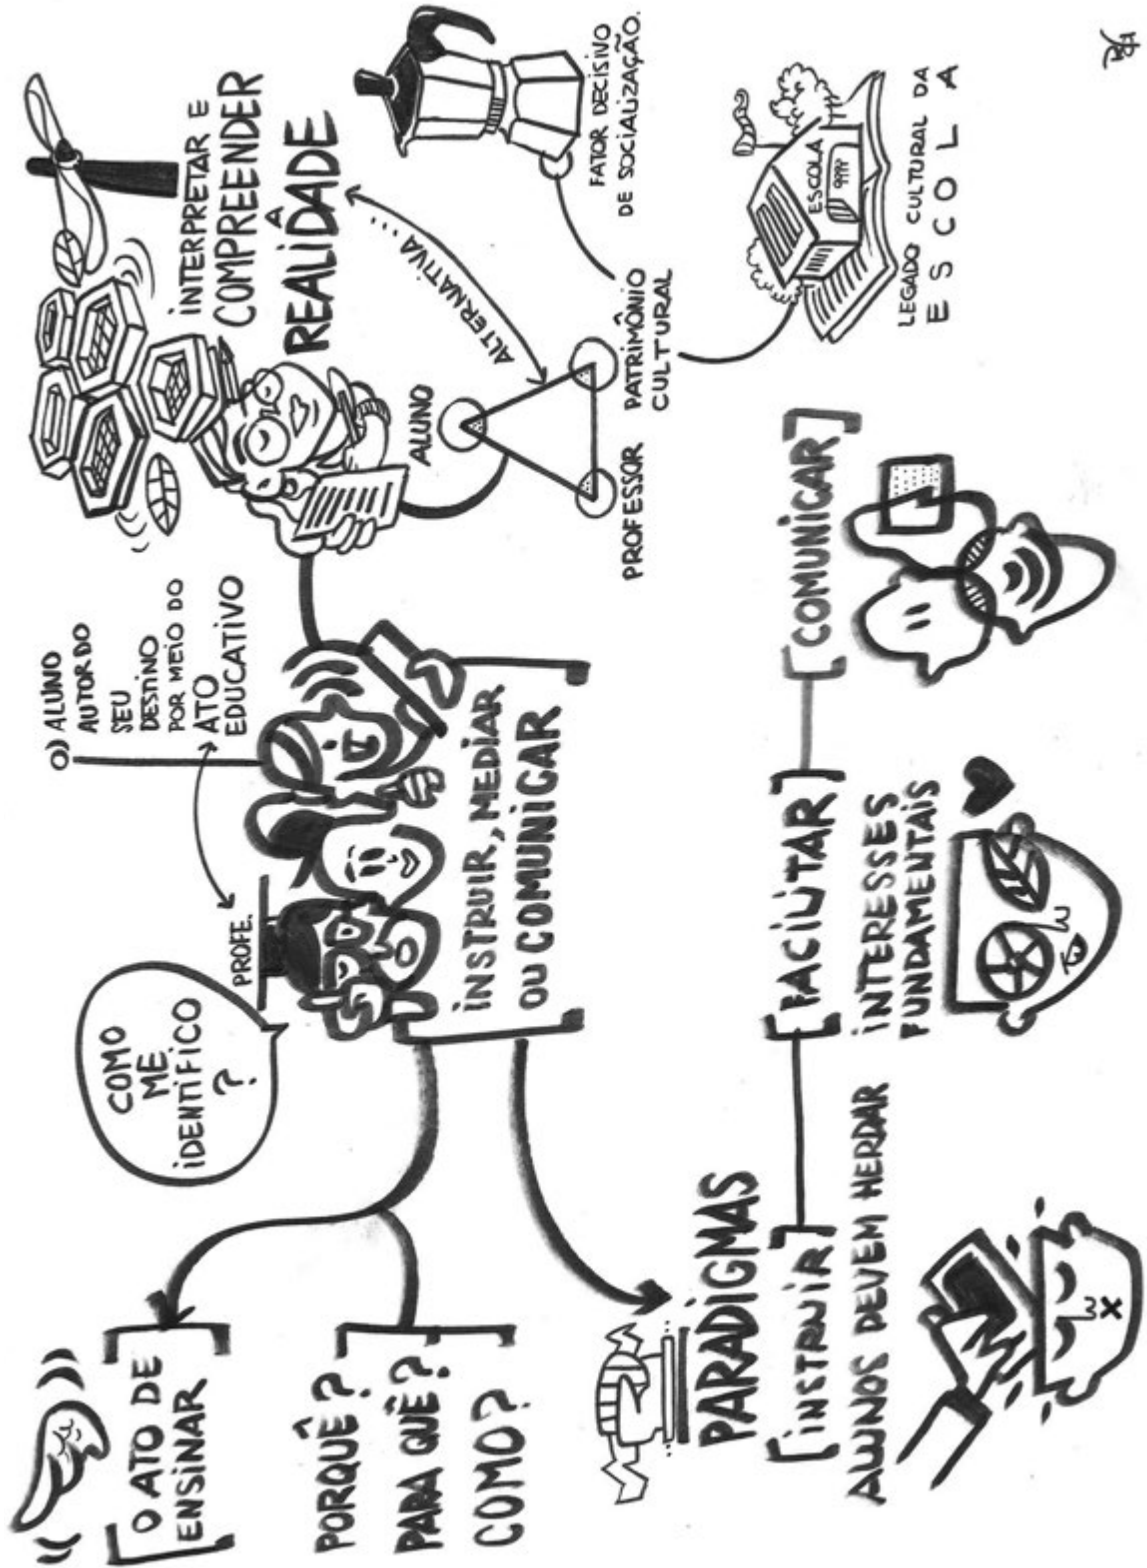 O ATO DE
ENSINAR
PORQUÊ?
PARA QUÊ?
COMO?
COMO
ME
IDENTIFICO
?
PROFE.
O ALUNO
AUTOR DO
SEU
DESTINO
POR MEIO DO
ATO
EDUCATIVO
INSTRUIR, MEDIAR
OU COMUNICAR
INTERPRETAR E
COMPREENDER
A
REALIDADE
ALTERNATIVA...
ALUNO
PROFESSOR
PATRIMÔNIO
CULTURAL
FATOR DECISIVO
DE SOCIALIZAÇÃO.
ESCOLA
LEGADO CULTURAL DA
ESCOLA
PARADIGMAS
INSTRUIR
ALUNOS DEVEM HERDAR
FACILITAR
INTERESSES
FUNDAMENTAIS
COMUNICAR